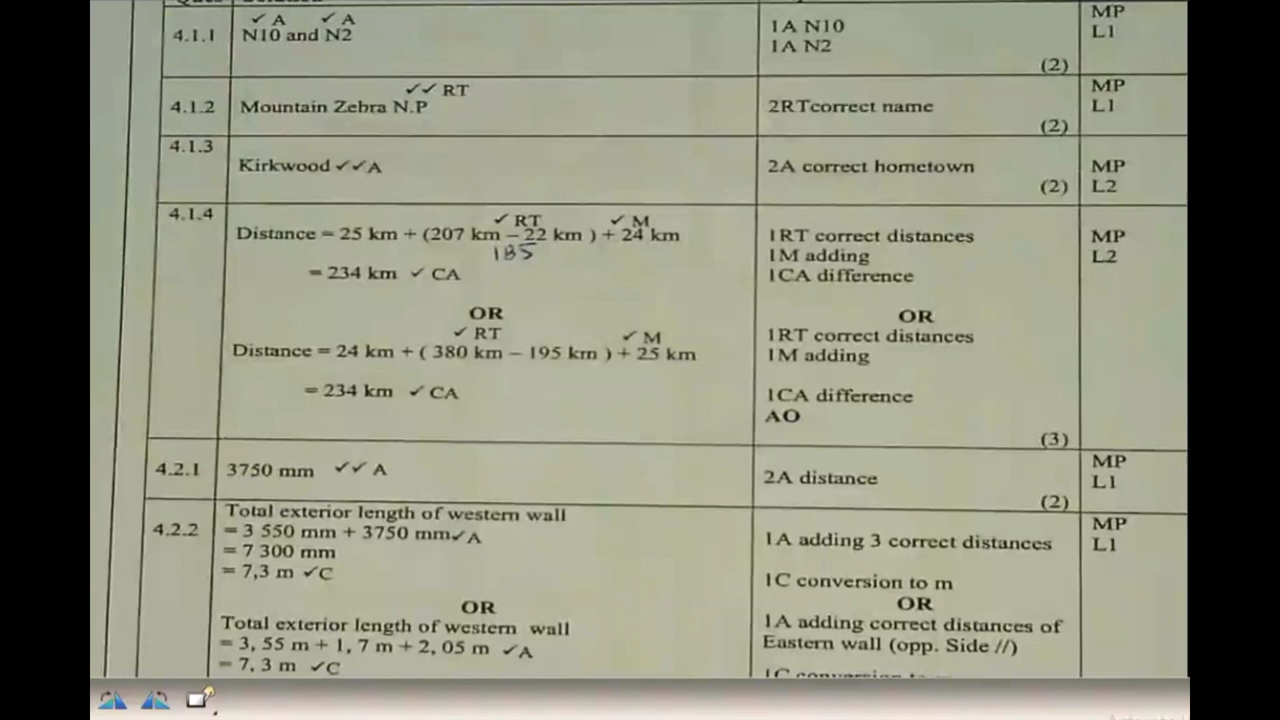 ✓ A ✓ A
4.1.1 N10 and N2 1A N10 MP
1A N2 L1
(2)
✓✓ RT MP
4.1.2 Mountain Zebra N.P 2RTcorrect name L1
(2)
4.1.3
Kirkwood ✓✓A 2A correct hometown MP
(2) L2
4.1.4
✓ RT ✓ M
Distance = 25 km + (207 km – 22 km ) + 24 km 1RT correct distances MP
185 1M adding L2
= 234 km ✓ CA 1CA difference
OR OR
✓ RT ✓ M 1RT correct distances
Distance = 24 km + ( 380 km – 195 km ) + 25 km 1M adding
= 234 km ✓ CA 1CA difference
AO
(3)
4.2.1 3750 mm ✓✓ A 2A distance MP
L1
(2)
Total exterior length of western wall MP
4.2.2 = 3 550 mm + 3750 mm✓A 1A adding 3 correct distances L1
= 7 300 mm
= 7,3 m ✓C 1C conversion to m
OR OR
Total exterior length of western wall 1A adding correct distances of
= 3, 55 m + 1, 7 m + 2, 05 m ✓A Eastern wall (opp. Side //)
= 7, 3 m ✓C